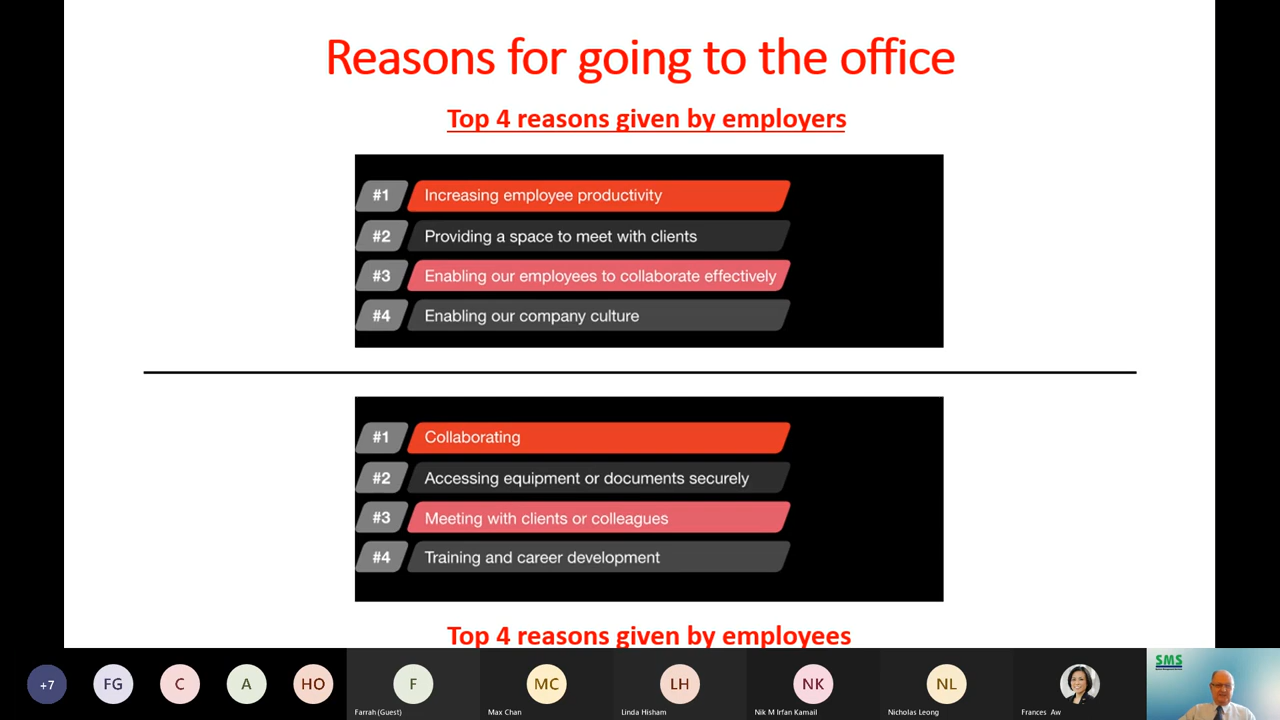 Reasons for going to the office
Top 4 reasons given by employers
#1 Increasing employee productivity
#2 Providing a space to meet with clients
#3 Enabling our employees to collaborate effectively
#4 Enabling our company culture
#1 Collaborating
#2 Accessing equipment or documents securely
#3 Meeting with clients or colleagues
#4 Training and career development
Top 4 reasons given by employees
+7 FG C A HO F MC LH NK NL SMS
Farrah (Guest) Max Chan Linda Hisham Nik M Irfan Kamail Nicholas Leong Frances Aw